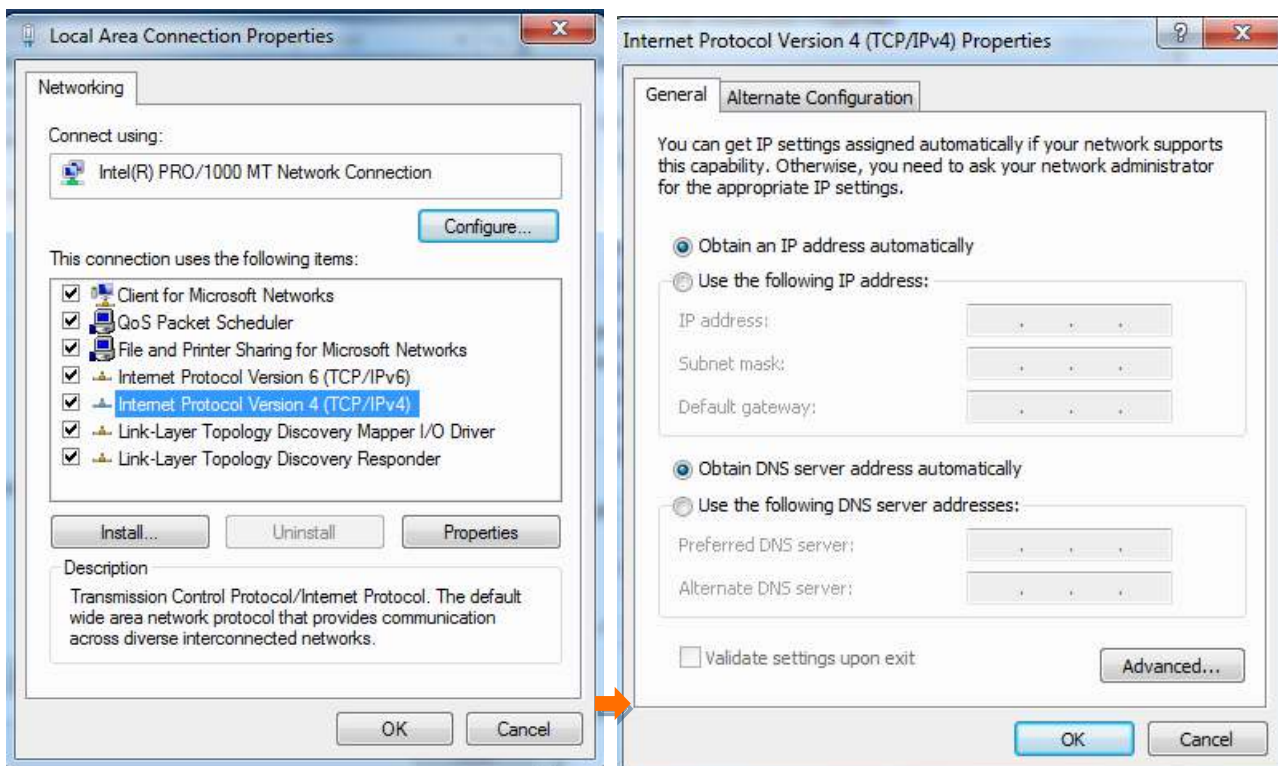 Local Area Connection Properties
Networking
Connect using:
Intel(R) PRO/1000 MT Network Connection
Configure...
This connection uses the following items:
Client for Microsoft Networks
QoS Packet Scheduler
File and Printer Sharing for Microsoft Networks
Internet Protocol Version 6 (TCP/IPv6)
Internet Protocol Version 4 (TCP/IPv4)
Link-Layer Topology Discovery Mapper I/O Driver
Link-Layer Topology Discovery Responder
Install...
Uninstall
Properties
Description
Transmission Control Protocol/Internet Protocol. The default
wide area network protocol that provides communication
across diverse interconnected networks.
OK
Cancel
Internet Protocol Version 4 (TCP/IPv4) Properties
General
Alternate Configuration
You can get IP settings assigned automatically if your network supports
this capability. Otherwise, you need to ask your network administrator
for the appropriate IP settings.
Obtain an IP address automatically
Use the following IP address:
IP address:
Subnet mask:
Default gateway:
Obtain DNS server address automatically
Use the following DNS server addresses:
Preferred DNS server:
Alternate DNS server:
Validate settings upon exit
Advanced...
OK
Cancel